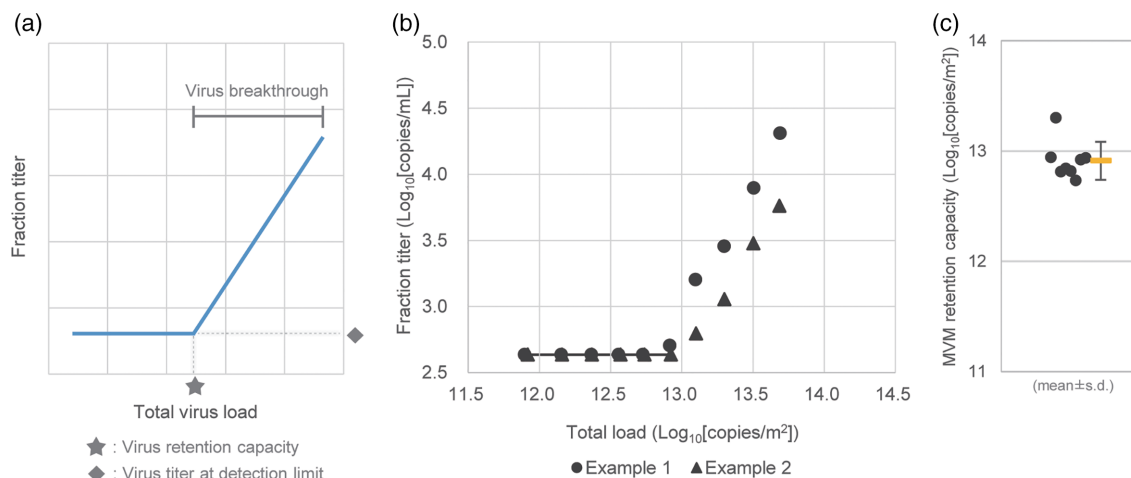 (a)
Virus breakthrough
Fraction titer
Total virus load
★ : Virus retention capacity
◆ : Virus titer at detection limit
(b)
5.0
4.5
4.0
3.5
3.0
2.5
Fraction titer (Log10[copies/mL])
11.5 12.0 12.5 13.0 13.5 14.0 14.5
Total load (Log10[copies/m²])
● Example 1 ▲ Example 2
(c)
14
13
12
11
MVM retention capacity (Log10[copies/m²])
(mean±s.d.)